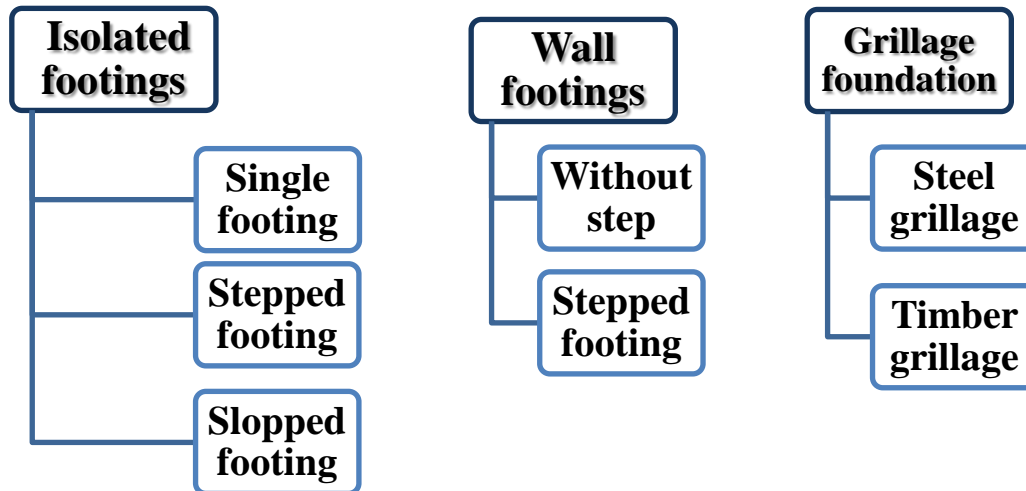 Isolated
footings
Single
footing
Stepped
footing
Slopped
footing
Wall
footings
Without
step
Stepped
footing
Grillage
foundation
Steel
grillage
Timber
grillage